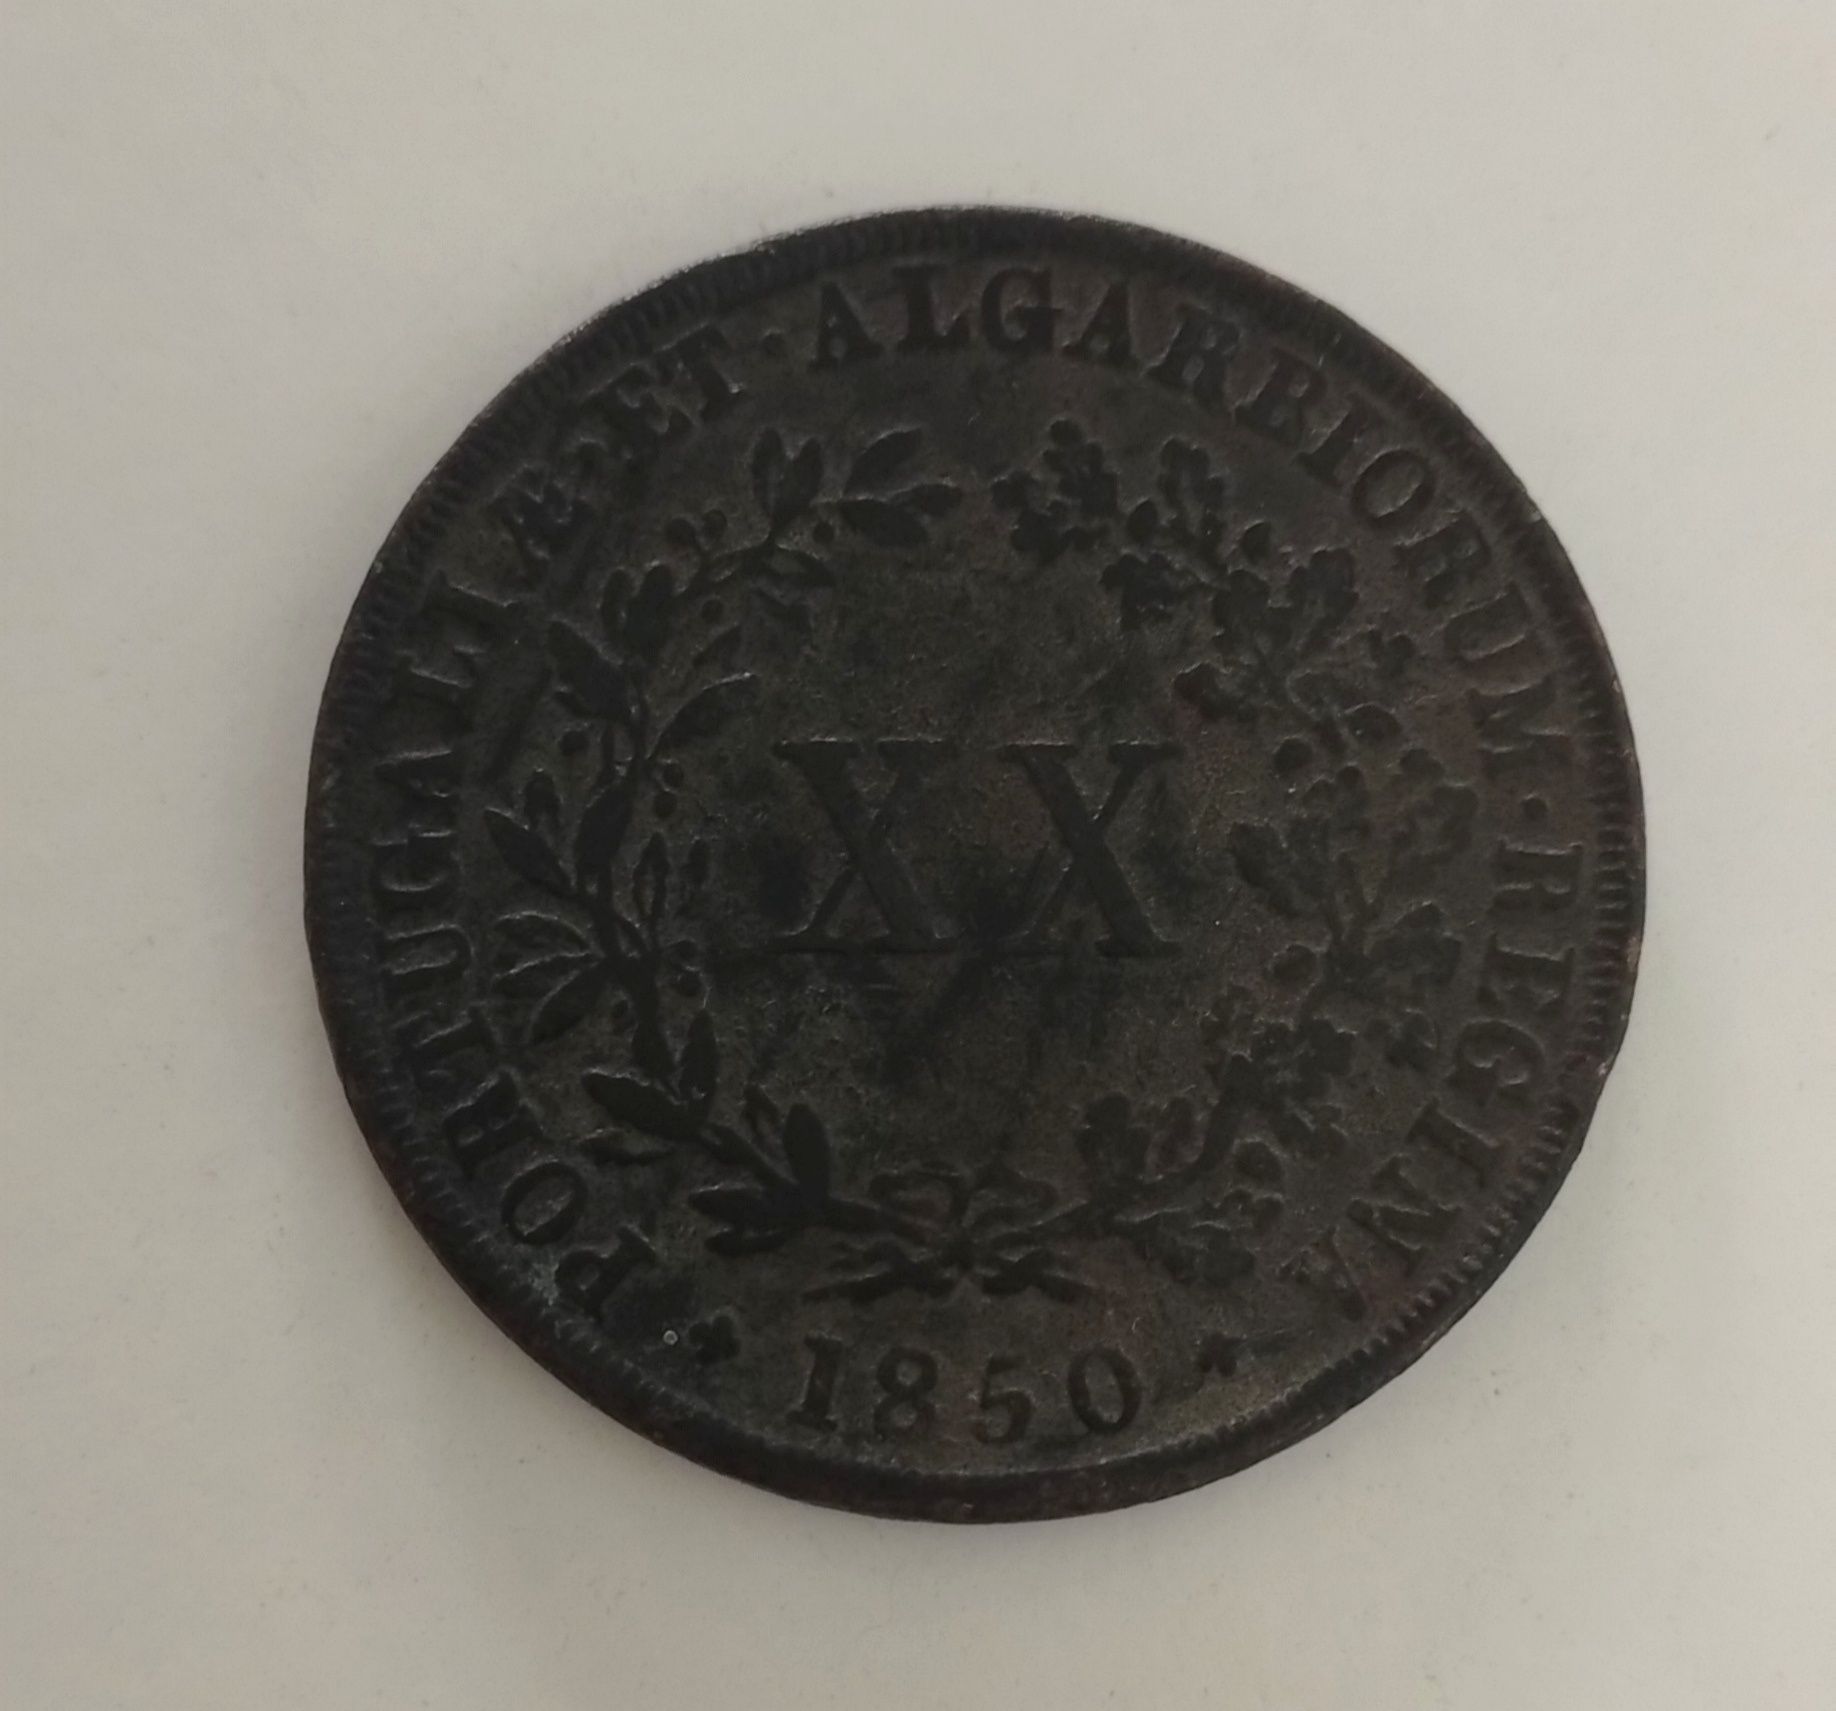 PORTUGALIÆ·ET·ALGARBIORUM·REGINA
XX
* 1850 *